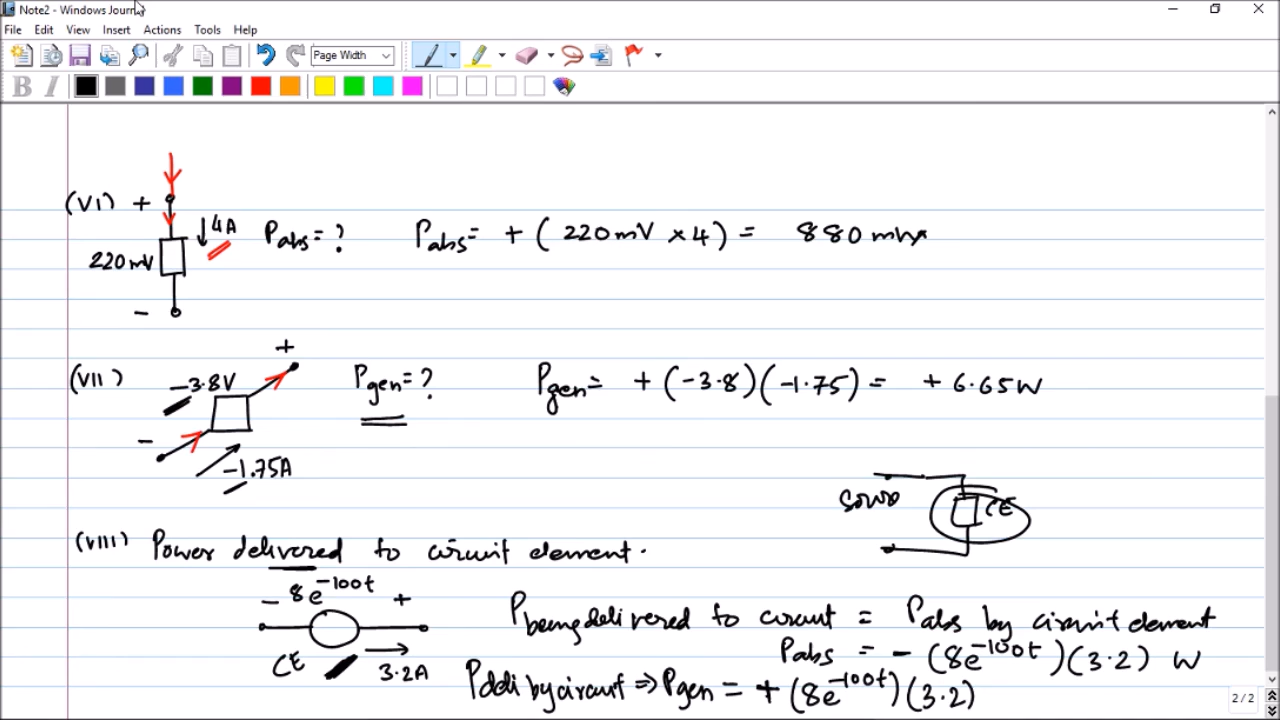 Note2 - Windows Journ
File Edit View Insert Actions Tools Help
Page Width
B I
(VI) + 4A Pabs = ? Pabs = + (220mV x 4) = 880 mW
220mV
-
+
(VII) -3.8V Pgen = ? Pgen = + (-3.8)(-1.75) = + 6.65W
-
-1.75A
CE
(VIII) Power delivered to circuit element.
- 8e^-100t +
Pbeing delivered to circuit = Pabs by circuit element
CE 3.2A Pabs = - (8e^-100t)(3.2) W
Pdeli by circuit => Pgen = + (8e^-100t)(3.2)
2 / 2